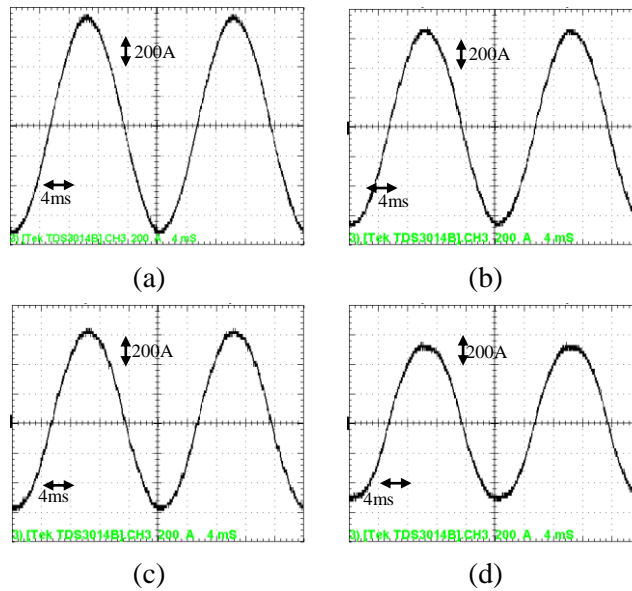 200A
4ms
3).[Tek TDS3014B].CH3 200 A 4 mS
(a)
200A
4ms
3).[Tek TDS3014B].CH3 200 A 4 mS
(b)
200A
4ms
3).[Tek TDS3014B].CH3 200 A 4 mS
(c)
200A
4ms
3).[Tek TDS3014B].CH3 200 A 4 mS
(d)